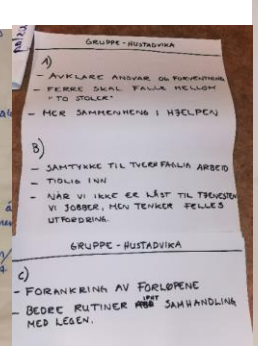 GRUPPE - HUSTADVIKA
A)
- AVKLARE ANSVAR OG FORVENTNING
- FERRE SKAL FALLE MELLOM
"TO STOLER"
- MER SAMMENHENG I HJELPEN
B)
- SAMTYKKE TIL TVERRFAGLIG ARBEID
- TIDLIG INN
- NÅR VI IKKE ER LÅST TIL TJENESTEN
VI JOBBER, MEN TENKER FELLES
UTFORDRING.
GRUPPE - HUSTADVIKA
C)
- FORANKRING AV FORLØPENE
- BEDRE RUTINER IFHT SAMHANDLING
MED LEGEN.